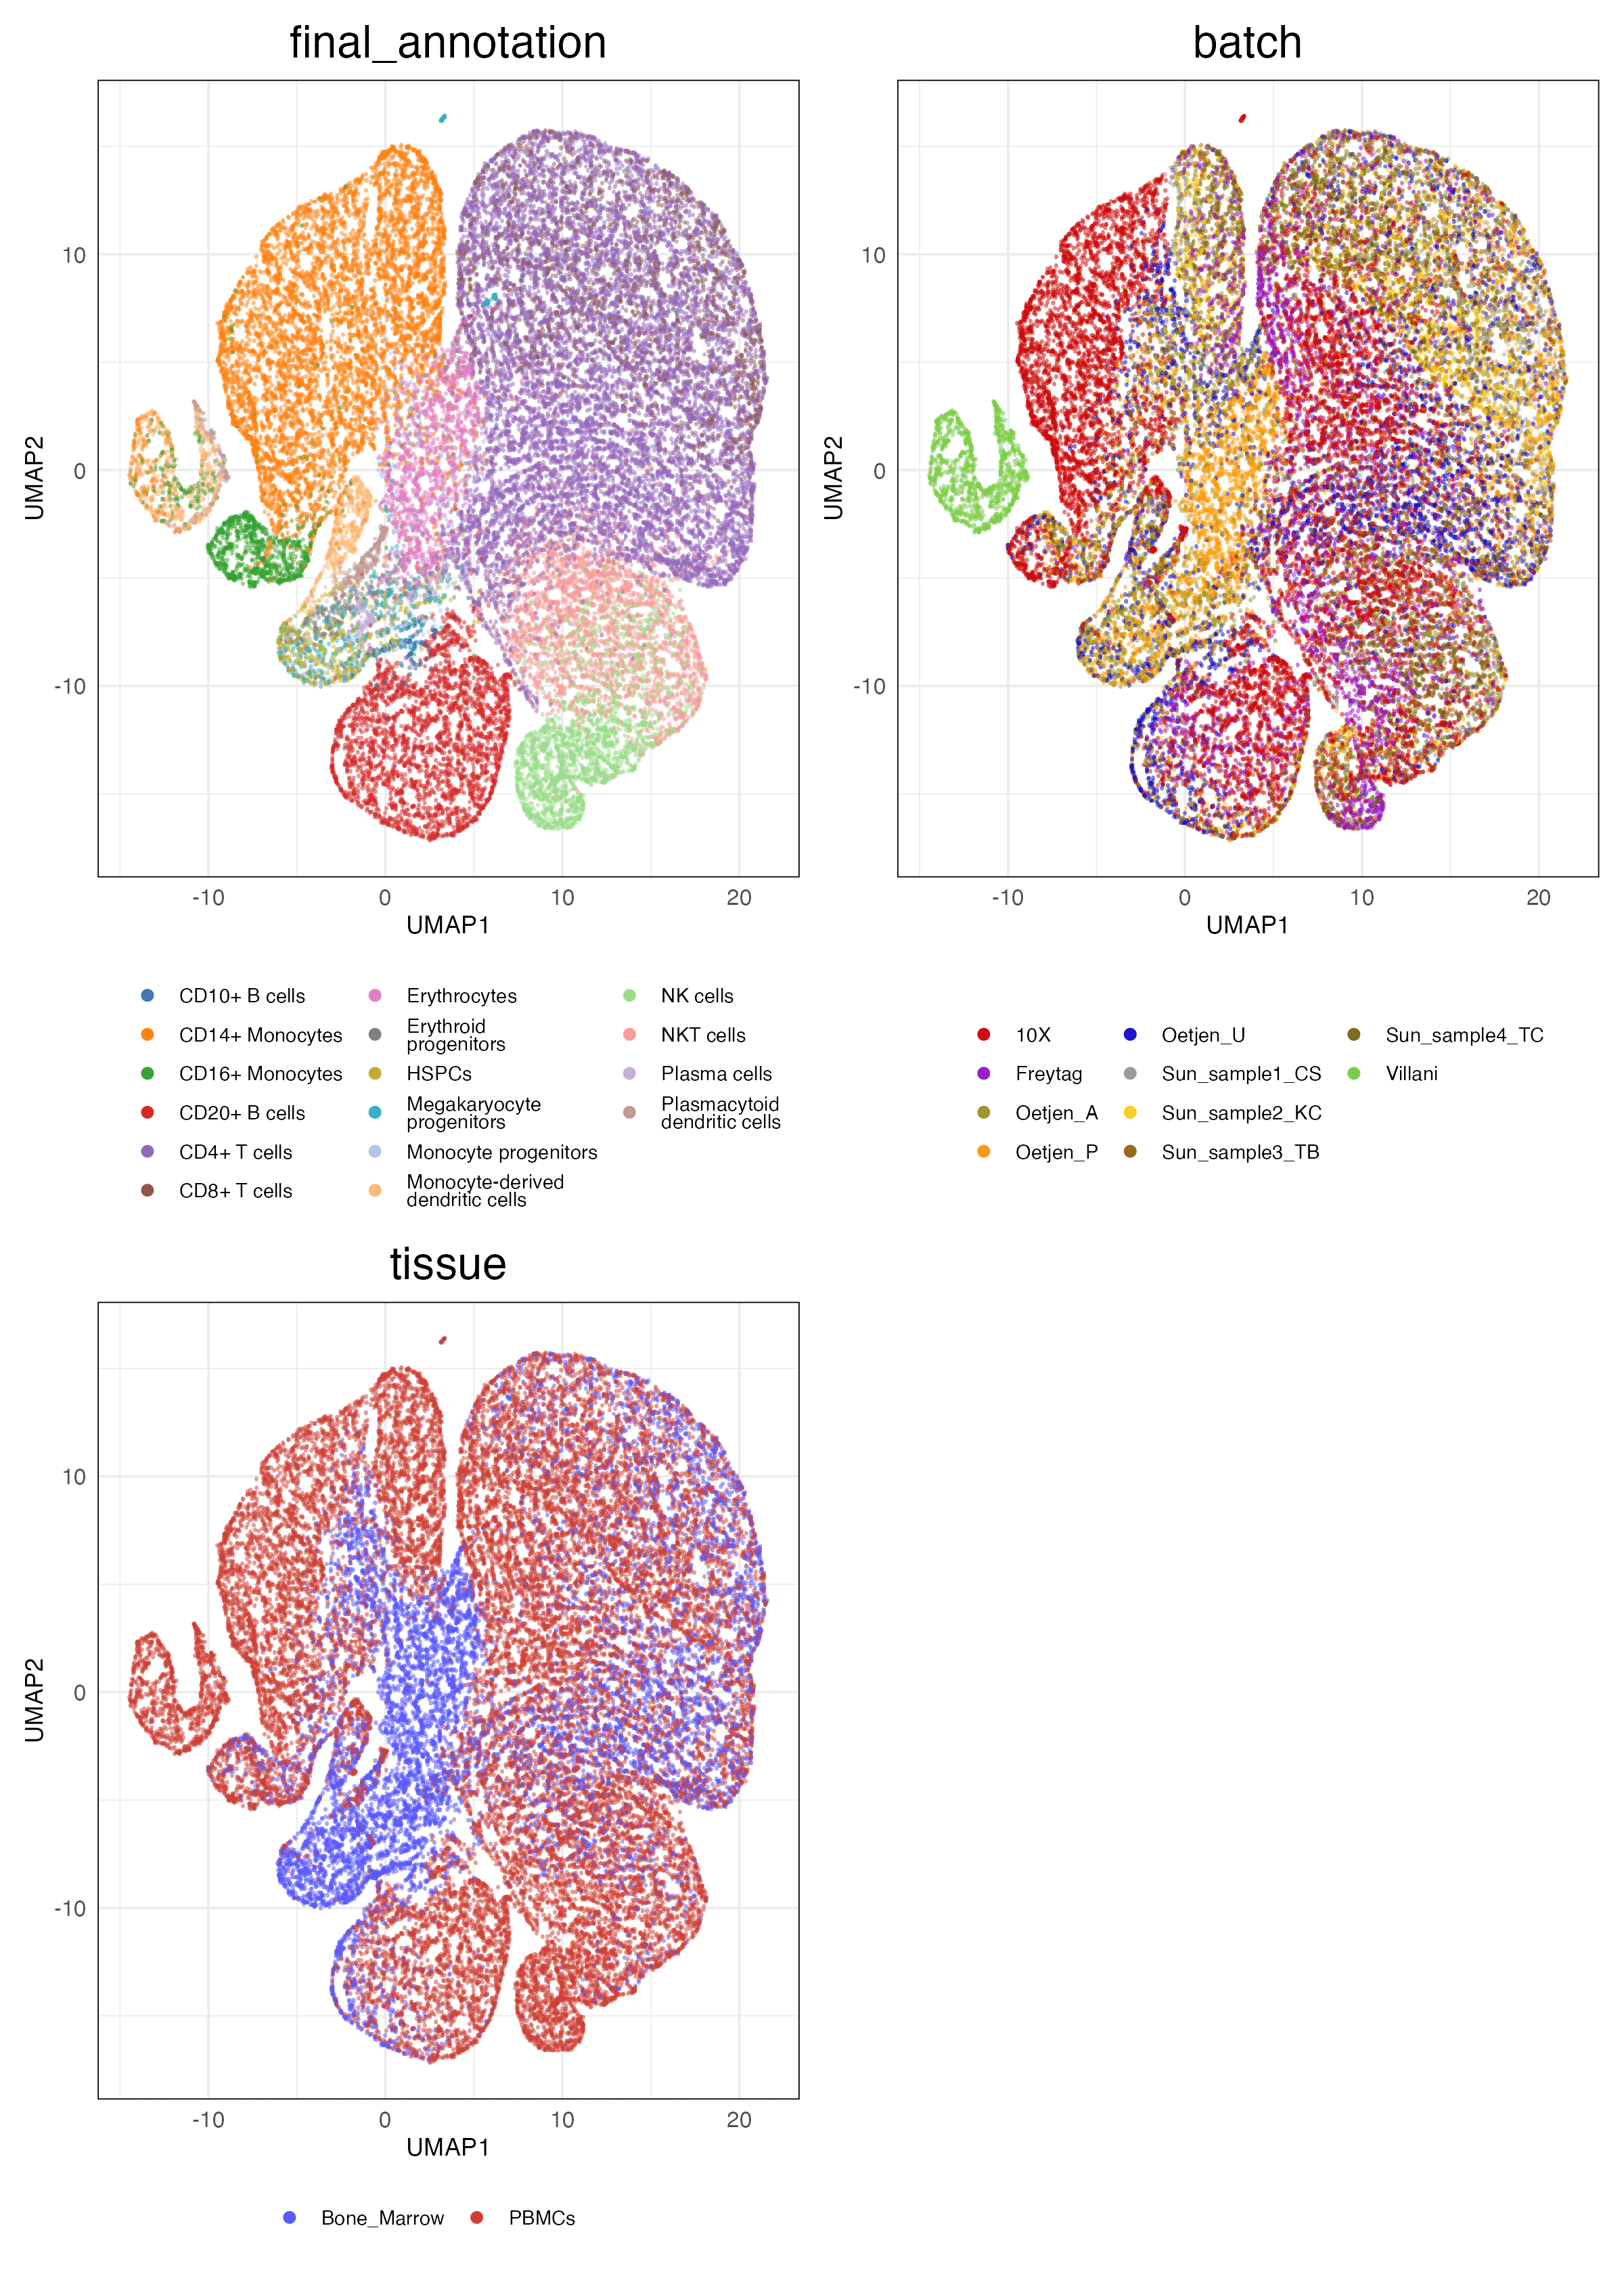 final_annotation
batch
UMAP2
10
0
-10
-10
0
10
20
UMAP1
UMAP2
10
0
-10
-10
0
10
20
UMAP1
CD10+ B cells
CD14+ Monocytes
CD16+ Monocytes
CD20+ B cells
CD4+ T cells
CD8+ T cells
Erythrocytes
Erythroid
progenitors
HSPCs
Megakaryocyte
progenitors
Monocyte progenitors
Monocyte-derived
dendritic cells
NK cells
NKT cells
Plasma cells
Plasmacytoid
dendritic cells
10X
Freytag
Oetjen_A
Oetjen_P
Oetjen_U
Sun_sample1_CS
Sun_sample2_KC
Sun_sample3_TB
Sun_sample4_TC
Villani
tissue
UMAP2
10
0
-10
-10
0
10
20
UMAP1
Bone_Marrow
PBMCs